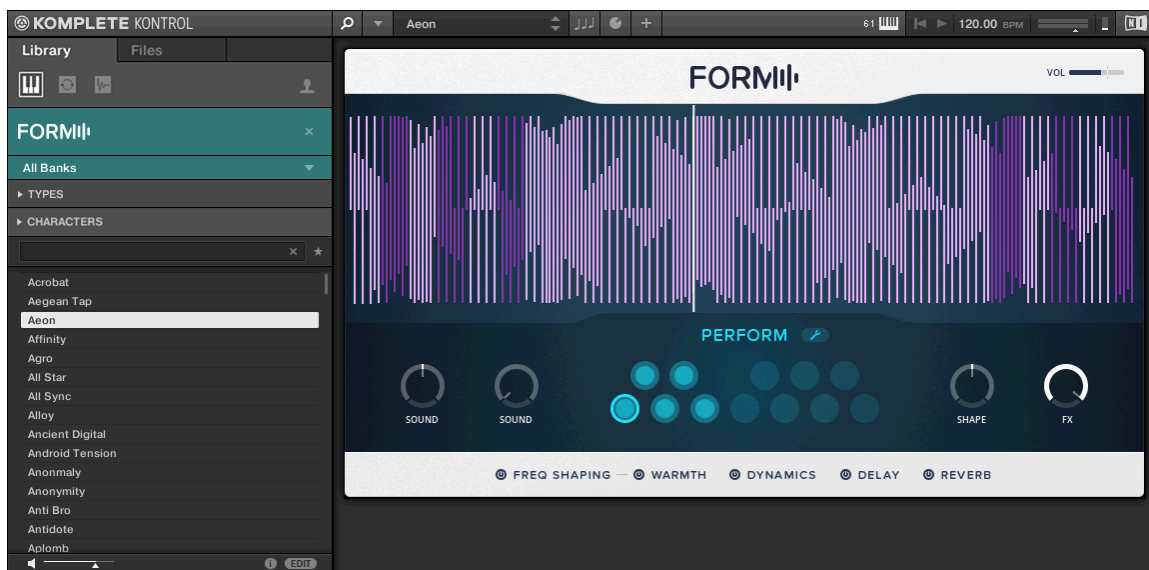 KOMPLETE KONTROL
Aeon
61
120.00 BPM
NI
Library
Files
FORM
All Banks
TYPES
CHARACTERS
Acrobat
Aegean Tap
Aeon
Affinity
Agro
All Star
All Sync
Alloy
Ancient Digital
Android Tension
Anonmaly
Anonymity
Anti Bro
Antidote
Aplomb
EDIT
FORM
VOL
PERFORM
SOUND
SOUND
SHAPE
FX
FREQ SHAPING
WARMTH
DYNAMICS
DELAY
REVERB